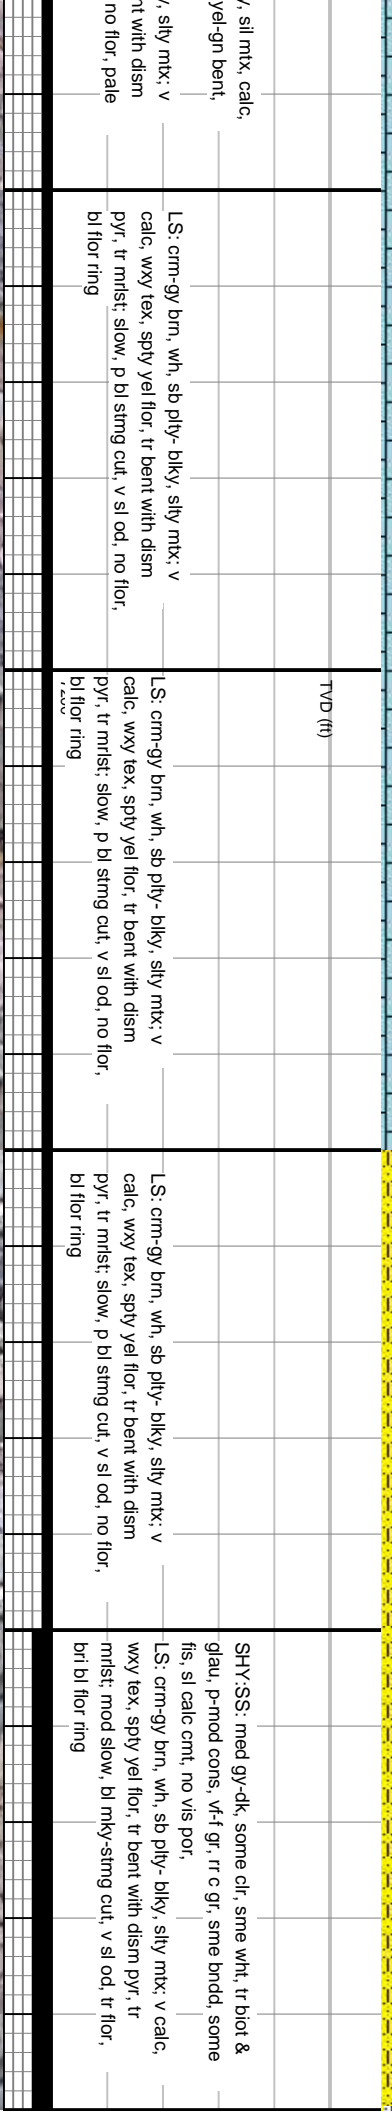 , sil mtx, calc,
yel-gn bent,
, slty mtx; v
nt with dism
no flor, pale
LS: crm-gy brn, wh, sb plty- blky, slty mtx; v
calc, wxy tex, spty yel flor, tr bent with dism
pyr, tr mrlst; slow, p bl stmg cut, v sl od, no flor,
bl flor ring
TVD (ft)
LS: crm-gy brn, wh, sb plty- blky, slty mtx; v
calc, wxy tex, spty yel flor, tr bent with dism
pyr, tr mrlst; slow, p bl stmg cut, v sl od, no flor,
bl flor ring
LS: crm-gy brn, wh, sb plty- blky, slty mtx; v
calc, wxy tex, spty yel flor, tr bent with dism
pyr, tr mrlst; slow, p bl stmg cut, v sl od, no flor,
bl flor ring
SHY:SS: med gy-dk, some clr, sme wht, tr biot &
glau, p-mod cons, vf-f gr, rr c gr, sme bndd, some
fis, sl calc cmt, no vis por,
LS: crm-gy brn, wh, sb plty- blky, slty mtx; v calc,
wxy tex, spty yel flor, tr bent with dism pyr, tr
mrlst; mod slow, bl mky-stmg cut, v sl od, tr flor,
bri bl flor ring